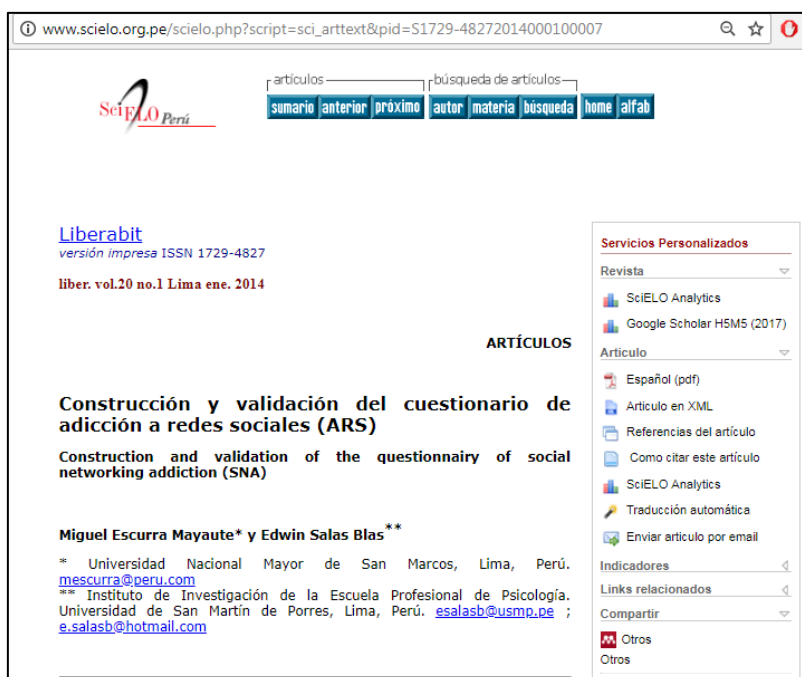 www.scielo.org.pe/scielo.php?script=sci_arttext&pid=S1729-48272014000100007
artículos
búsqueda de artículos
SciELO Perú
sumario anterior próximo autor materia búsqueda home alfab
Liberabit
versión impresa ISSN 1729-4827
liber. vol.20 no.1 Lima ene. 2014
ARTÍCULOS
Construcción y validación del cuestionario de
adicción a redes sociales (ARS)
Construction and validation of the questionnairy of social
networking addiction (SNA)
Miguel Escurra Mayaute* y Edwin Salas Blas**
* Universidad Nacional Mayor de San Marcos, Lima, Perú.
mescurra@peru.com
** Instituto de Investigación de la Escuela Profesional de Psicología.
Universidad de San Martín de Porres, Lima, Perú. esalasb@usmp.pe ;
e.salasb@hotmail.com
Servicios Personalizados
Revista
SciELO Analytics
Google Scholar H5M5 (2017)
Articulo
Español (pdf)
Articulo en XML
Referencias del artículo
Como citar este artículo
SciELO Analytics
Traducción automática
Enviar articulo por email
Indicadores
Links relacionados
Compartir
Otros
Otros